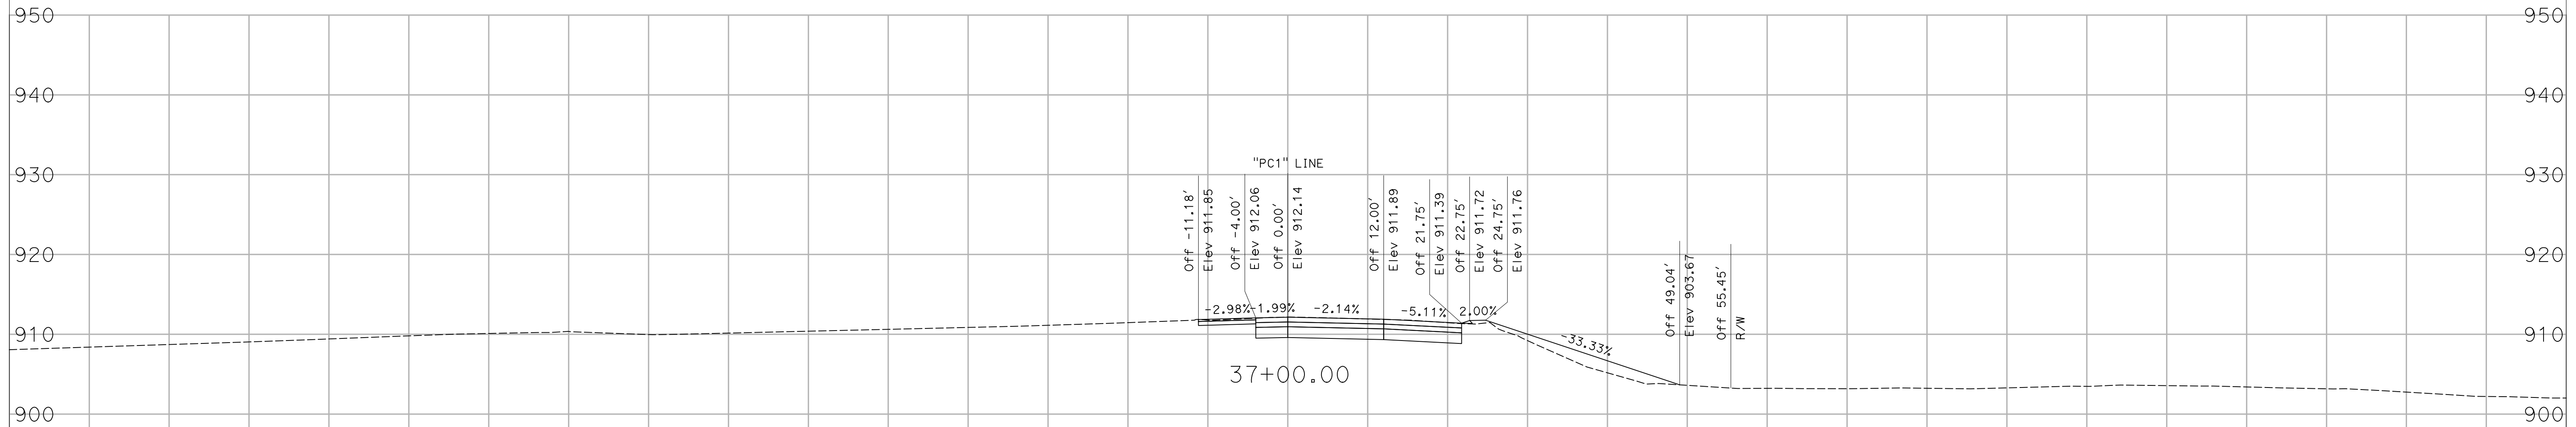 950
950
940
940
930
930
"PC1" LINE
Off -11.18′
Elev 911.85
Off -4.00′
Elev 912.06
Off 0.00′
Elev 912.14
Off 12.00′
Elev 911.89
Off 21.75′
Elev 911.39
Off 22.75′
Elev 911.72
Off 24.75′
Elev 911.76
Off 49.04′
Elev 903.67
Off 55.45′
R/W
920
920
-2.98%
-1.99%
-2.14%
-5.11%
2.00%
-33.33%
910
910
37+00.00
900
900